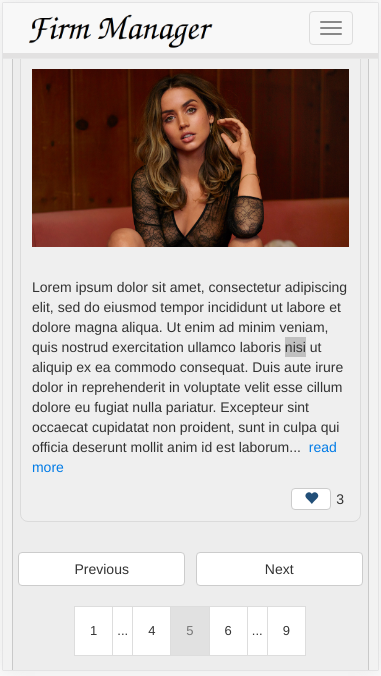 Firm Manager
Lorem ipsum dolor sit amet, consectetur adipiscing
elit, sed do eiusmod tempor incididunt ut labore et
dolore magna aliqua. Ut enim ad minim veniam,
quis nostrud exercitation ullamco laboris nisi ut
aliquip ex ea commodo consequat. Duis aute irure
dolor in reprehenderit in voluptate velit esse cillum
dolore eu fugiat nulla pariatur. Excepteur sint
occaecat cupidatat non proident, sunt in culpa qui
officia deserunt mollit anim id est laborum... read
more
3
Previous Next
1 ... 4 5 6 ... 9